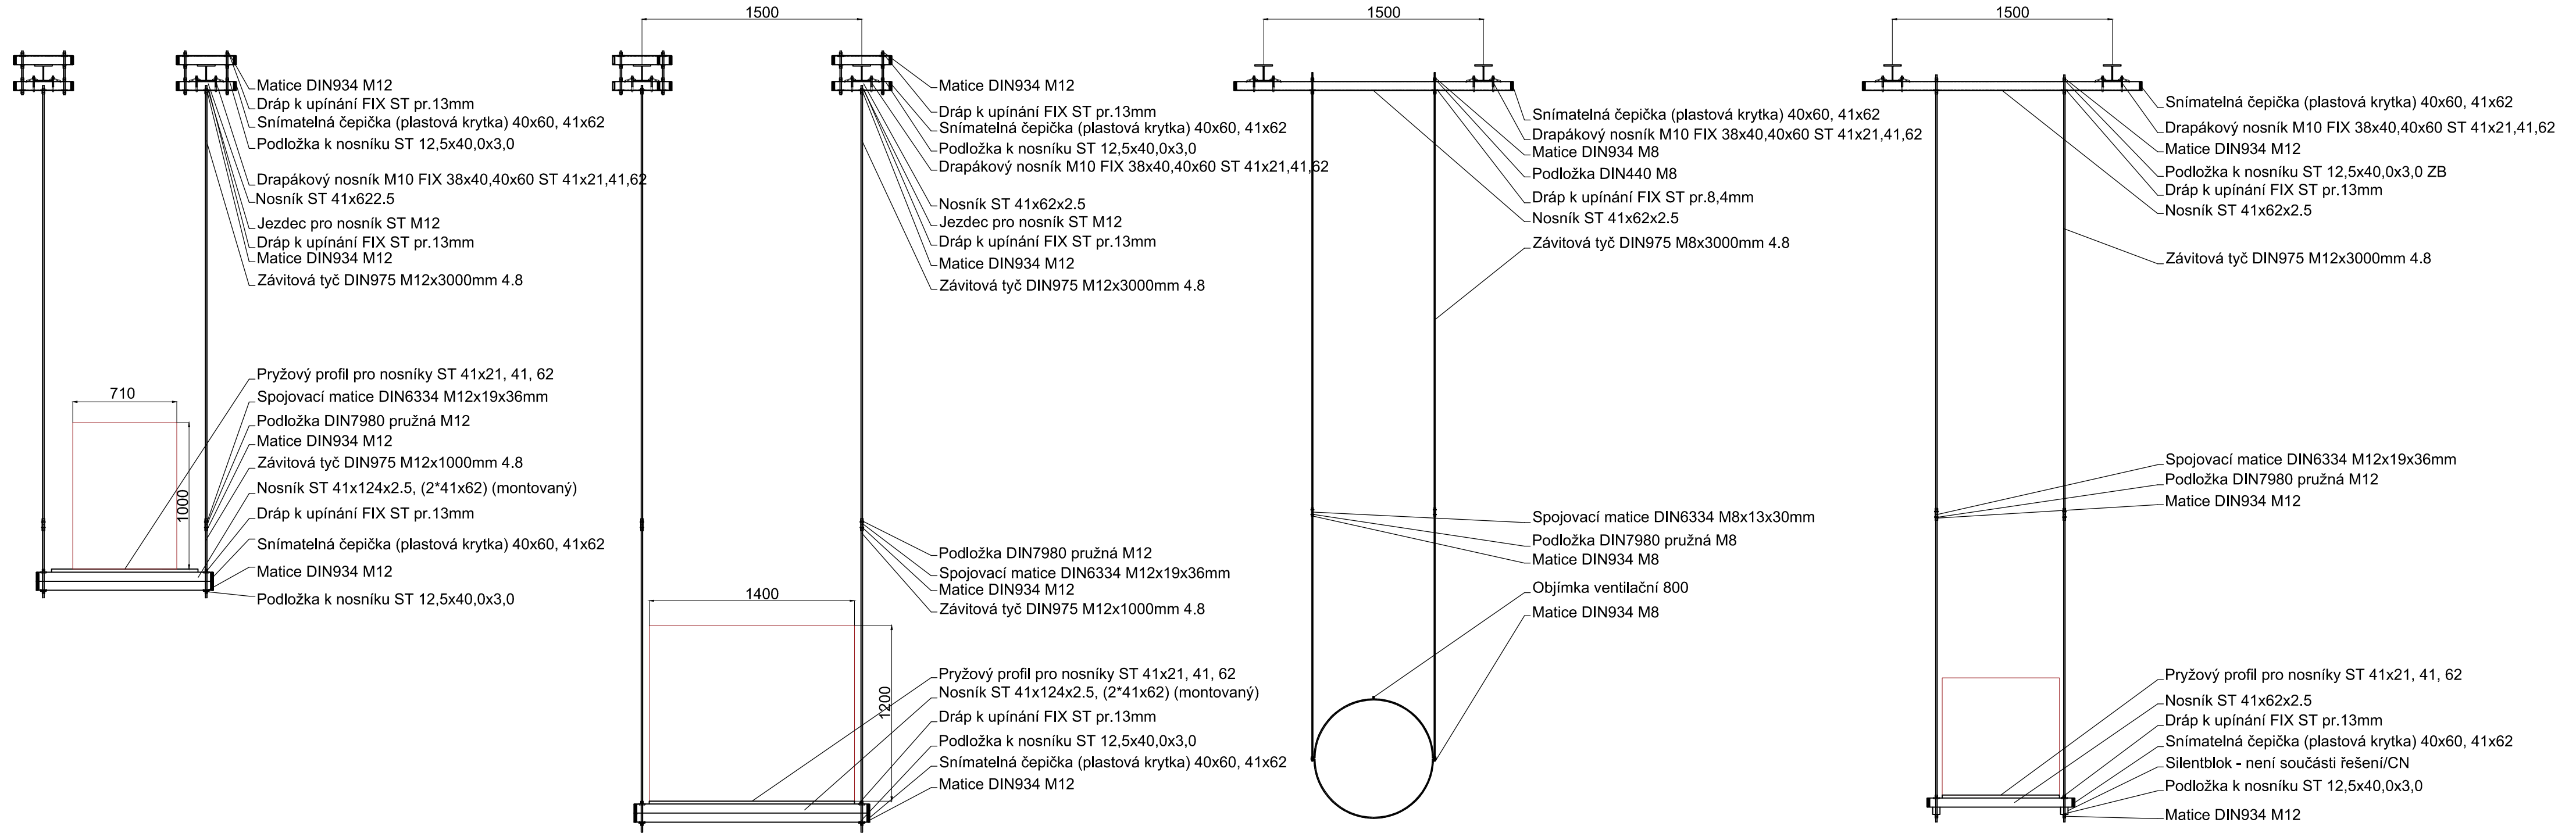 Matice DIN934 M12
Dráp k upínání FIX ST pr.13mm
Snímatelná čepička (plastová krytka) 40x60, 41x62
Podložka k nosníku ST 12,5x40,0x3,0
Drapákový nosník M10 FIX 38x40,40x60 ST 41x21,41,62
Nosník ST 41x622.5
Jezdec pro nosník ST M12
Dráp k upínání FIX ST pr.13mm
Matice DIN934 M12
Závitová tyč DIN975 M12x3000mm 4.8
710
1000
Pryžový profil pro nosníky ST 41x21, 41, 62
Spojovací matice DIN6334 M12x19x36mm
Podložka DIN7980 pružná M12
Matice DIN934 M12
Závitová tyč DIN975 M12x1000mm 4.8
Nosník ST 41x124x2.5, (2*41x62) (montovaný)
Dráp k upínání FIX ST pr.13mm
Snímatelná čepička (plastová krytka) 40x60, 41x62
Matice DIN934 M12
Podložka k nosníku ST 12,5x40,0x3,0
1500
Matice DIN934 M12
Dráp k upínání FIX ST pr.13mm
Snímatelná čepička (plastová krytka) 40x60, 41x62
Podložka k nosníku ST 12,5x40,0x3,0
Drapákový nosník M10 FIX 38x40,40x60 ST 41x21,41,62
Nosník ST 41x62x2.5
Jezdec pro nosník ST M12
Dráp k upínání FIX ST pr.13mm
Matice DIN934 M12
Závitová tyč DIN975 M12x3000mm 4.8
Podložka DIN7980 pružná M12
Spojovací matice DIN6334 M12x19x36mm
Matice DIN934 M12
Závitová tyč DIN975 M12x1000mm 4.8
1400
1200
Pryžový profil pro nosníky ST 41x21, 41, 62
Nosník ST 41x124x2.5, (2*41x62) (montovaný)
Dráp k upínání FIX ST pr.13mm
Podložka k nosníku ST 12,5x40,0x3,0
Snímatelná čepička (plastová krytka) 40x60, 41x62
Matice DIN934 M12
1500
Snímatelná čepička (plastová krytka) 40x60, 41x62
Drapákový nosník M10 FIX 38x40,40x60 ST 41x21,41,62
Matice DIN934 M8
Podložka DIN440 M8
Dráp k upínání FIX ST pr.8,4mm
Nosník ST 41x62x2.5
Závitová tyč DIN975 M8x3000mm 4.8
Spojovací matice DIN6334 M8x13x30mm
Podložka DIN7980 pružná M8
Matice DIN934 M8
Objímka ventilační 800
Matice DIN934 M8
1500
Snímatelná čepička (plastová krytka) 40x60, 41x62
Drapákový nosník M10 FIX 38x40,40x60 ST 41x21,41,62
Matice DIN934 M12
Podložka k nosníku ST 12,5x40,0x3,0 ZB
Dráp k upínání FIX ST pr.13mm
Nosník ST 41x62x2.5
Závitová tyč DIN975 M12x3000mm 4.8
Spojovací matice DIN6334 M12x19x36mm
Podložka DIN7980 pružná M12
Matice DIN934 M12
Pryžový profil pro nosníky ST 41x21, 41, 62
Nosník ST 41x62x2.5
Dráp k upínání FIX ST pr.13mm
Snímatelná čepička (plastová krytka) 40x60, 41x62
Silentblok - není součásti řešení/CN
Podložka k nosníku ST 12,5x40,0x3,0
Matice DIN934 M12